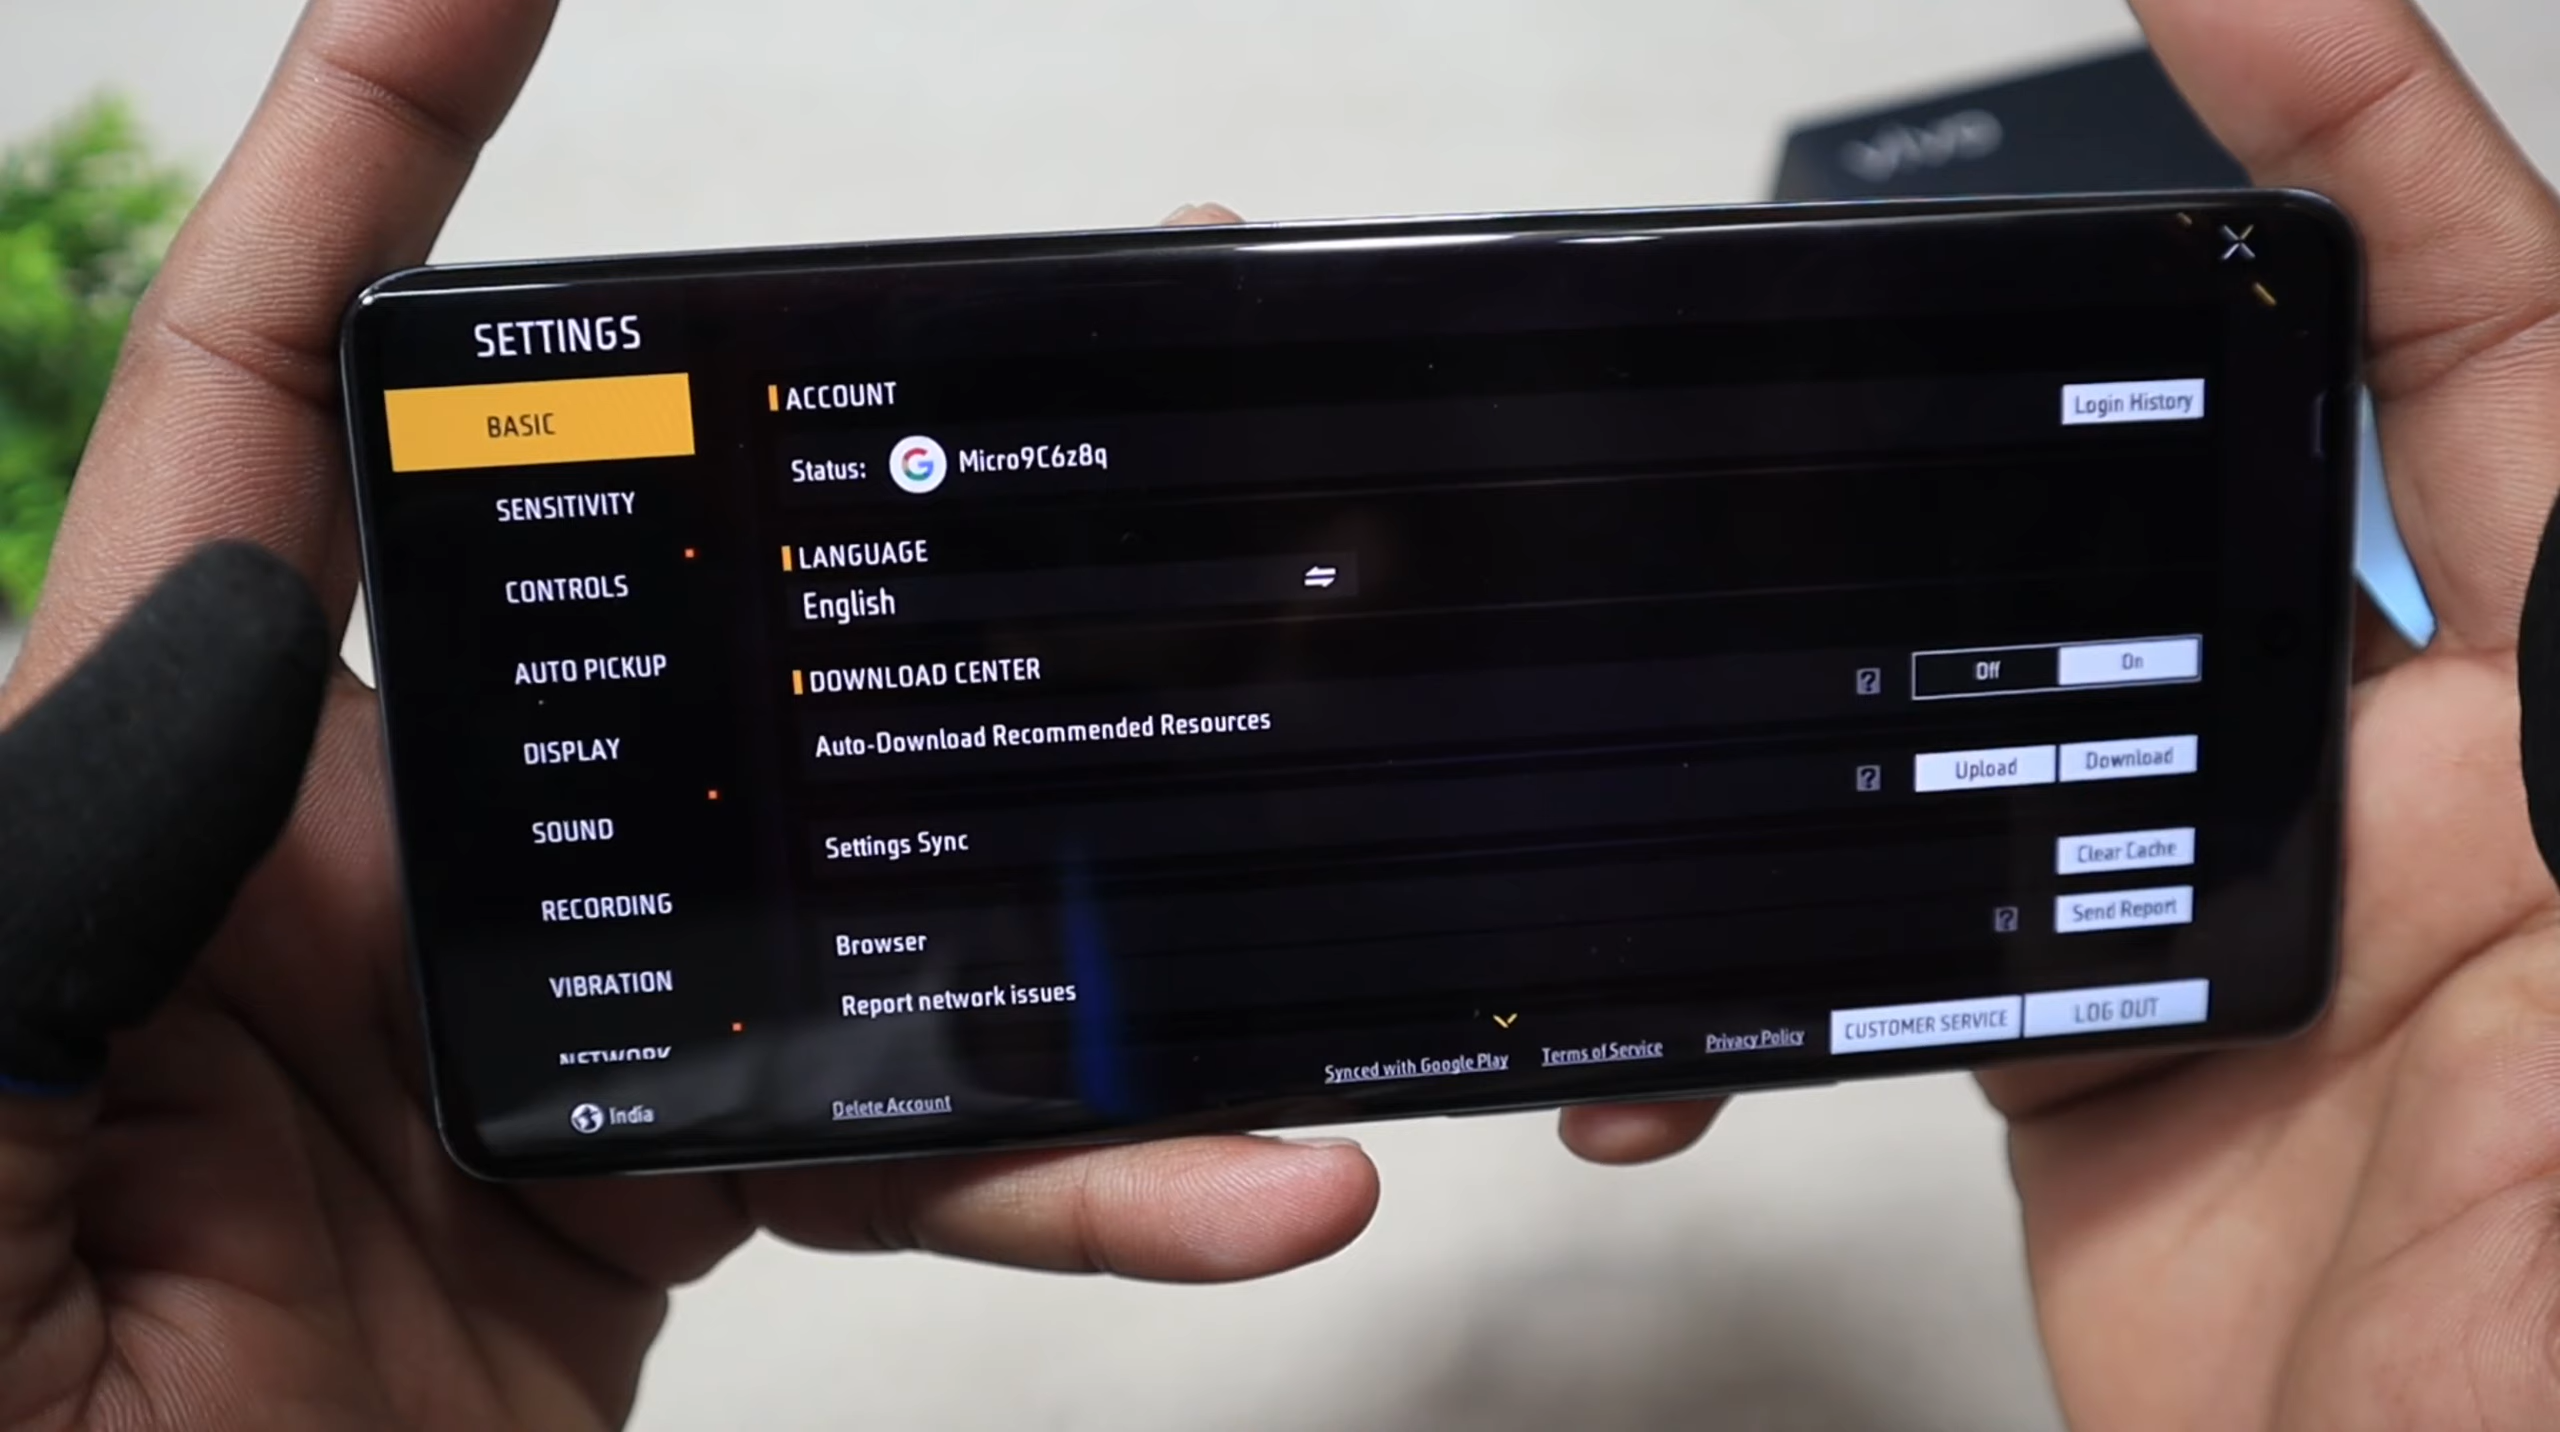 vivo
SETTINGS
BASIC
SENSITIVITY
CONTROLS
AUTO PICKUP
DISPLAY
SOUND
RECORDING
VIBRATION
NETWORK
India
ACCOUNT
Login History
Status: Micro9C6z8q
LANGUAGE
English
DOWNLOAD CENTER
Auto-Download Recommended Resources ? Off On
Settings Sync ? Upload Download
Browser Clear Cache
Report network issues ? Send Report
Delete Account
Synced with Google Play Terms of Service Privacy Policy CUSTOMER SERVICE LOG OUT